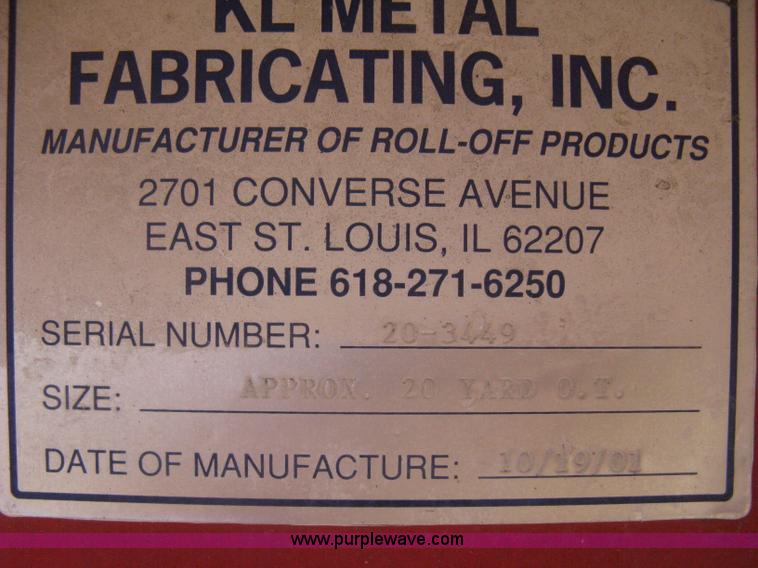 KL METAL
FABRICATING, INC.
MANUFACTURER OF ROLL-OFF PRODUCTS
2701 CONVERSE AVENUE
EAST ST. LOUIS, IL 62207
PHONE 618-271-6250
SERIAL NUMBER: 20-3449
SIZE: APPROX. 20 YARD O.T.
DATE OF MANUFACTURE: 10/19/01
www.purplewave.com